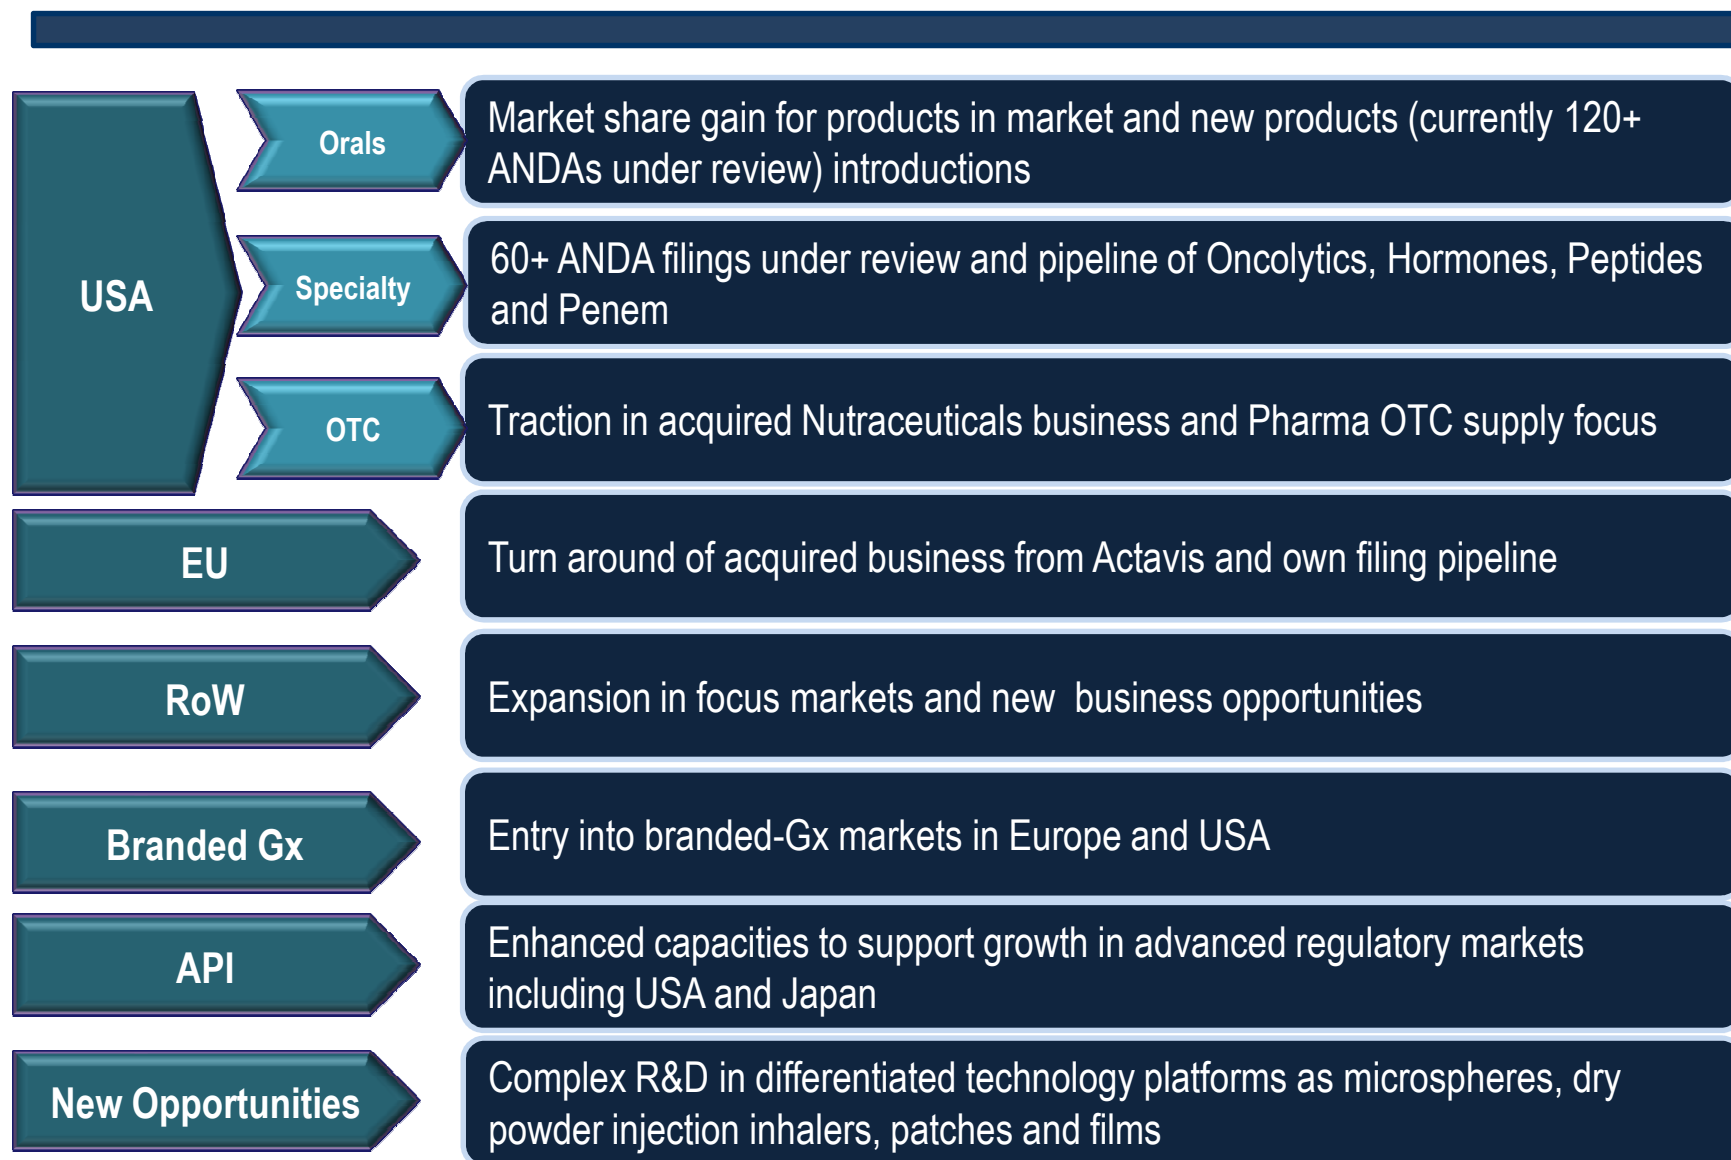 USA
Orals
Market share gain for products in market and new products (currently 120+
ANDAs under review) introductions
Specialty
60+ ANDA filings under review and pipeline of Oncolytics, Hormones, Peptides
and Penem
OTC
Traction in acquired Nutraceuticals business and Pharma OTC supply focus
EU
Turn around of acquired business from Actavis and own filing pipeline
RoW
Expansion in focus markets and new  business opportunities
Branded Gx
Entry into branded-Gx markets in Europe and USA
API
Enhanced capacities to support growth in advanced regulatory markets
including USA and Japan
New Opportunities
Complex R&D in differentiated technology platforms as microspheres, dry
powder injection inhalers, patches and films